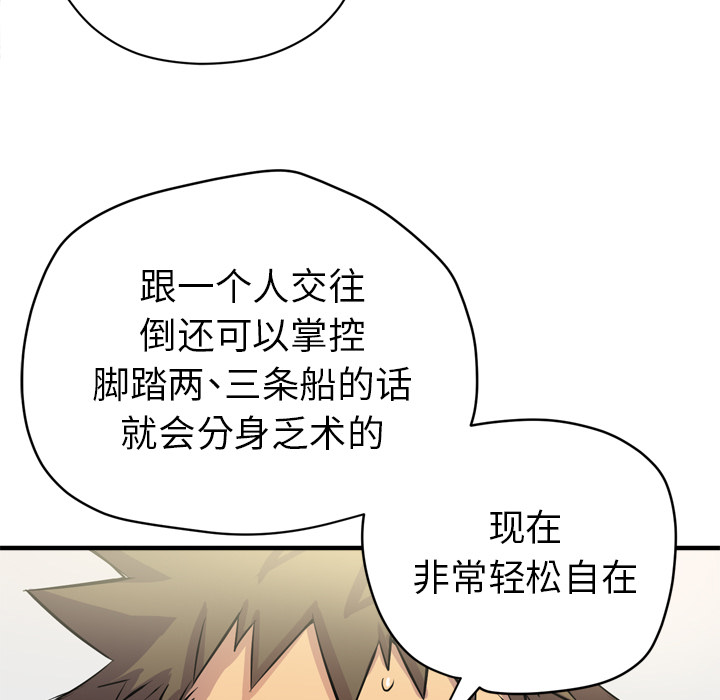 跟一个人交往
倒还可以掌控
脚踏两、三条船的话
就会分身乏术的
现在
非常轻松自在